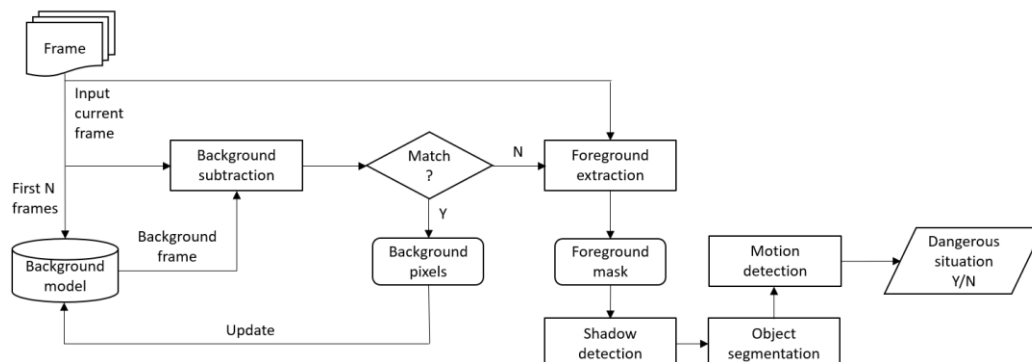 Frame
Input
current
frame
First N
frames
Background
subtraction
Match
?
N
Foreground
extraction
Y
Background
frame
Background
model
Background
pixels
Foreground
mask
Motion
detection
Dangerous
situation
Y/N
Update
Shadow
detection
Object
segmentation